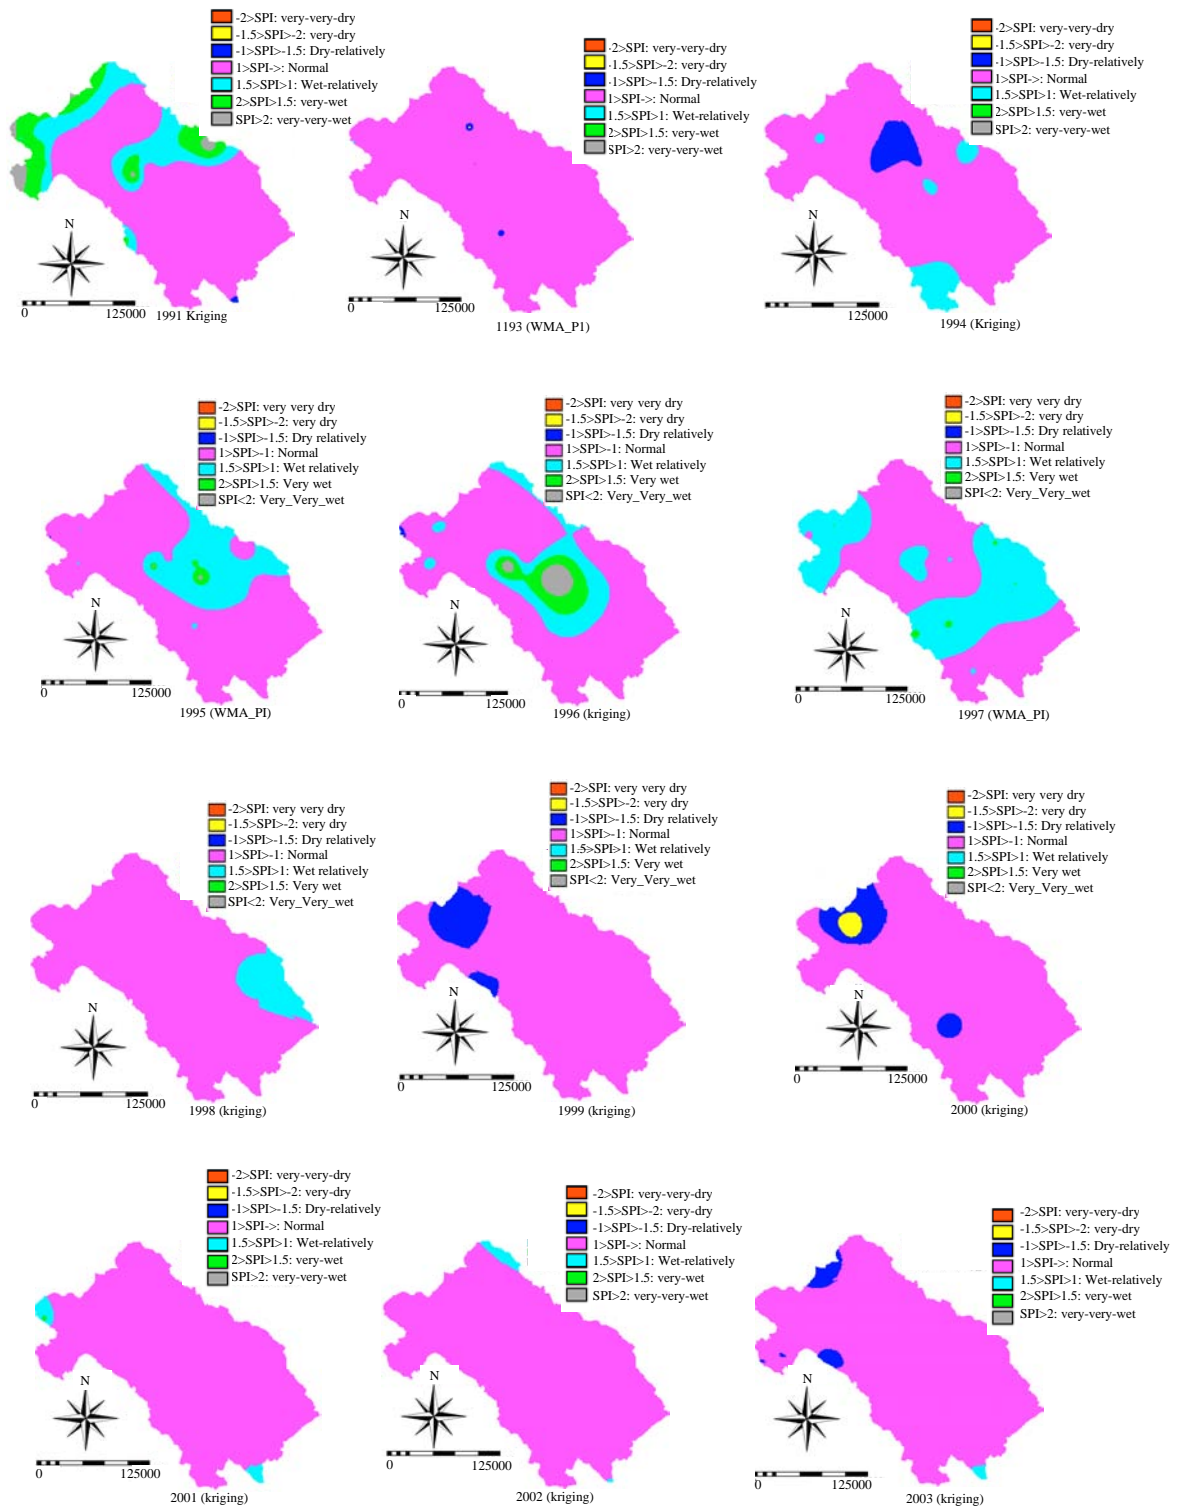 -2>SPI: very-very-dry
-1.5>SPI>-2: very-dry
-1>SPI>-1.5: Dry-relatively
1>SPI->: Normal
1.5>SPI>1: Wet-relatively
2>SPI>1.5: very-wet
SPI>2: very-very-wet
N
0 125000
1991 Kriging
-2>SPI: very-very-dry
-1.5>SPI>-2: very-dry
-1>SPI>-1.5: Dry-relatively
1>SPI->: Normal
1.5>SPI>1: Wet-relatively
2>SPI>1.5: very-wet
SPI>2: very-very-wet
N
0 125000
1193 (WMA_P1)
-2>SPI: very-very-dry
-1.5>SPI>-2: very-dry
-1>SPI>-1.5: Dry-relatively
1>SPI->: Normal
1.5>SPI>1: Wet-relatively
2>SPI>1.5: very-wet
SPI>2: very-very-wet
N
125000
1994 (Kriging)
-2>SPI: very very dry
-1.5>SPI>-2: very dry
-1>SPI>-1.5: Dry relatively
1>SPI>-1: Normal
1.5>SPI>1: Wet relatively
2>SPI>1.5: Very wet
SPI<2: Very_Very_wet
N
0 125000
1995 (WMA_PI)
-2>SPI: very very dry
-1.5>SPI>-2: very dry
-1>SPI>-1.5: Dry relatively
1>SPI>-1: Normal
1.5>SPI>1: Wet relatively
2>SPI>1.5: Very wet
SPI<2: Very_Very_wet
N
0 125000
1996 (kriging)
-2>SPI: very very dry
-1.5>SPI>-2: very dry
-1>SPI>-1.5: Dry relatively
1>SPI>-1: Normal
1.5>SPI>1: Wet relatively
2>SPI>1.5: Very wet
SPI<2: Very_Very_wet
N
0 125000
1997 (WMA_PI)
-2>SPI: very very dry
-1.5>SPI>-2: very dry
-1>SPI>-1.5: Dry relatively
1>SPI>-1: Normal
1.5>SPI>1: Wet relatively
2>SPI>1.5: Very wet
SPI<2: Very_Very_wet
N
0 125000
1998 (kriging)
-2>SPI: very very dry
-1.5>SPI>-2: very dry
-1>SPI>-1.5: Dry relatively
1>SPI>-1: Normal
1.5>SPI>1: Wet relatively
2>SPI>1.5: Very wet
SPI<2: Very_Very_wet
N
0 125000
1999 (kriging)
-2>SPI: very very dry
-1.5>SPI>-2: very dry
-1>SPI>-1.5: Dry relatively
1>SPI>-1: Normal
1.5>SPI>1: Wet relatively
2>SPI>1.5: Very wet
SPI<2: Very_Very_wet
N
0 125000
2000 (kriging)
-2>SPI: very-very-dry
-1.5>SPI>-2: very-dry
-1>SPI>-1.5: Dry-relatively
1>SPI->: Normal
1.5>SPI>1: Wet-relatively
2>SPI>1.5: very-wet
SPI>2: very-very-wet
N
0 125000
2001 (kriging)
-2>SPI: very-very-dry
-1.5>SPI>-2: very-dry
-1>SPI>-1.5: Dry-relatively
1>SPI->: Normal
1.5>SPI>1: Wet-relatively
2>SPI>1.5: very-wet
SPI>2: very-very-wet
N
0 125000
2002 (kriging)
-2>SPI: very-very-dry
-1.5>SPI>-2: very-dry
-1>SPI>-1.5: Dry-relatively
1>SPI->: Normal
1.5>SPI>1: Wet-relatively
2>SPI>1.5: very-wet
SPI>2: very-very-wet
N
0 125000
2003 (kriging)